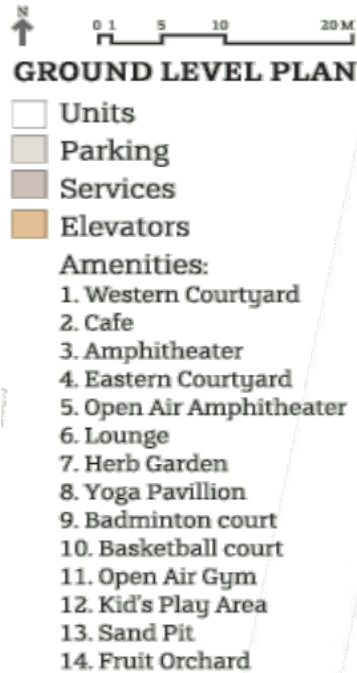 N
0 1 5 10 20 M
GROUND LEVEL PLAN
Units
Parking
Services
Elevators
Amenities:
1. Western Courtyard
2. Cafe
3. Amphitheater
4. Eastern Courtyard
5. Open Air Amphitheater
6. Lounge
7. Herb Garden
8. Yoga Pavillion
9. Badminton court
10. Basketball court
11. Open Air Gym
12. Kid's Play Area
13. Sand Pit
14. Fruit Orchard